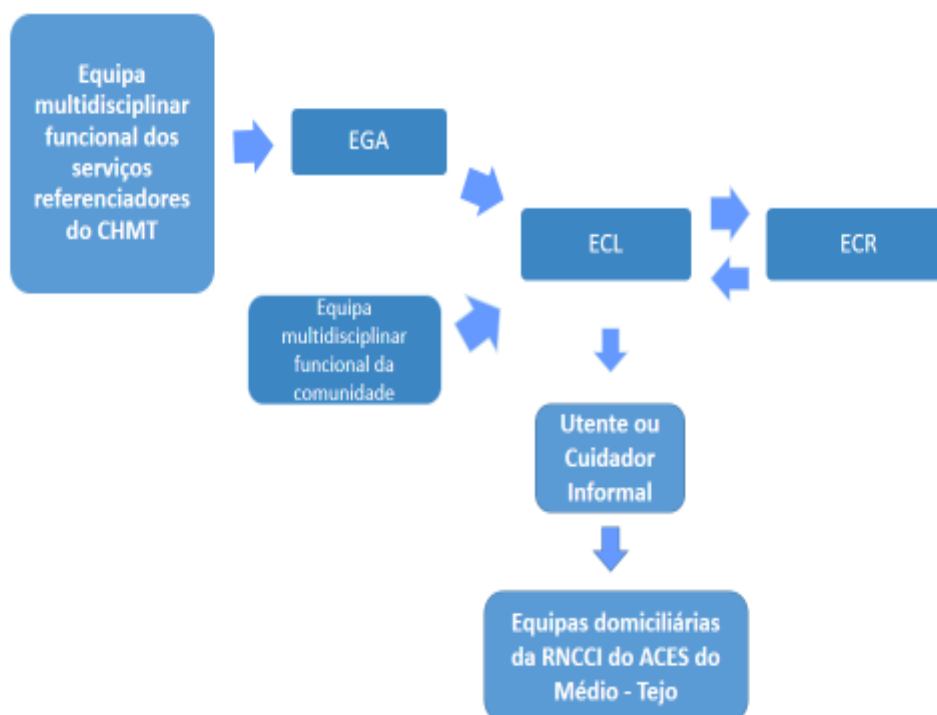 Equipa
multidisciplinar
funcional dos
serviços
referenciadores
do CHMT
EGA
ECL
ECR
Equipa
multidisciplinar
funcional da
comunidade
Utente ou
Cuidador
Informal
Equipas domiciliárias
da RNCCI do ACES do
Médio - Tejo